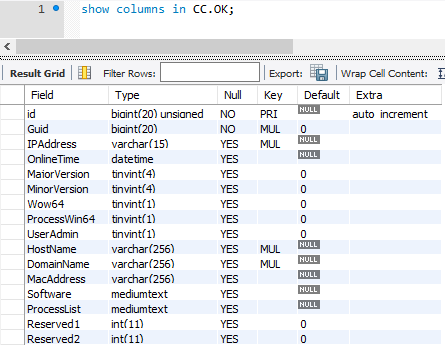 1 show columns in CC.OK;
Result Grid Filter Rows: Export: Wrap Cell Content:
Field Type Null Key Default Extra
id bigint(20) unsigned NO PRI NULL auto_increment
Guid bigint(20) NO MUL 0
IPAddress varchar(15) YES MUL NULL
OnlineTime datetime YES NULL
MajorVersion tinyint(4) YES 0
MinorVersion tinyint(4) YES 0
Wow64 tinyint(1) YES 0
ProcessWin64 tinyint(1) YES 0
UserAdmin tinyint(1) YES 0
HostName varchar(256) YES MUL NULL
DomainName varchar(256) YES MUL NULL
MacAddress varchar(256) YES NULL
Software mediumtext YES NULL
ProcessList mediumtext YES NULL
Reserved1 int(11) YES 0
Reserved2 int(11) YES 0